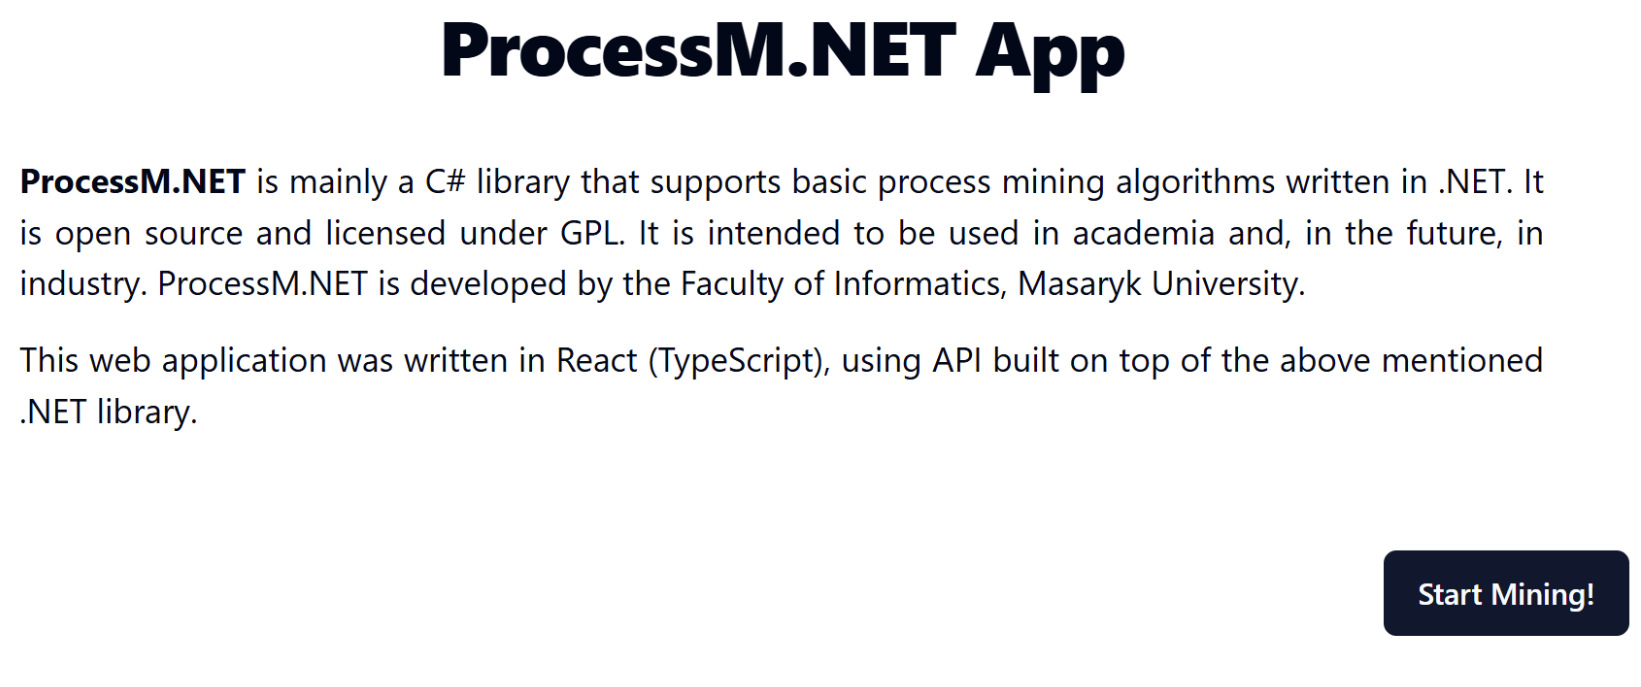 ProcessM.NET App
ProcessM.NET is mainly a C# library that supports basic process mining algorithms written in .NET. It
is open source and licensed under GPL. It is intended to be used in academia and, in the future, in
industry. ProcessM.NET is developed by the Faculty of Informatics, Masaryk University.
This web application was written in React (TypeScript), using API built on top of the above mentioned
.NET library.
Start Mining!